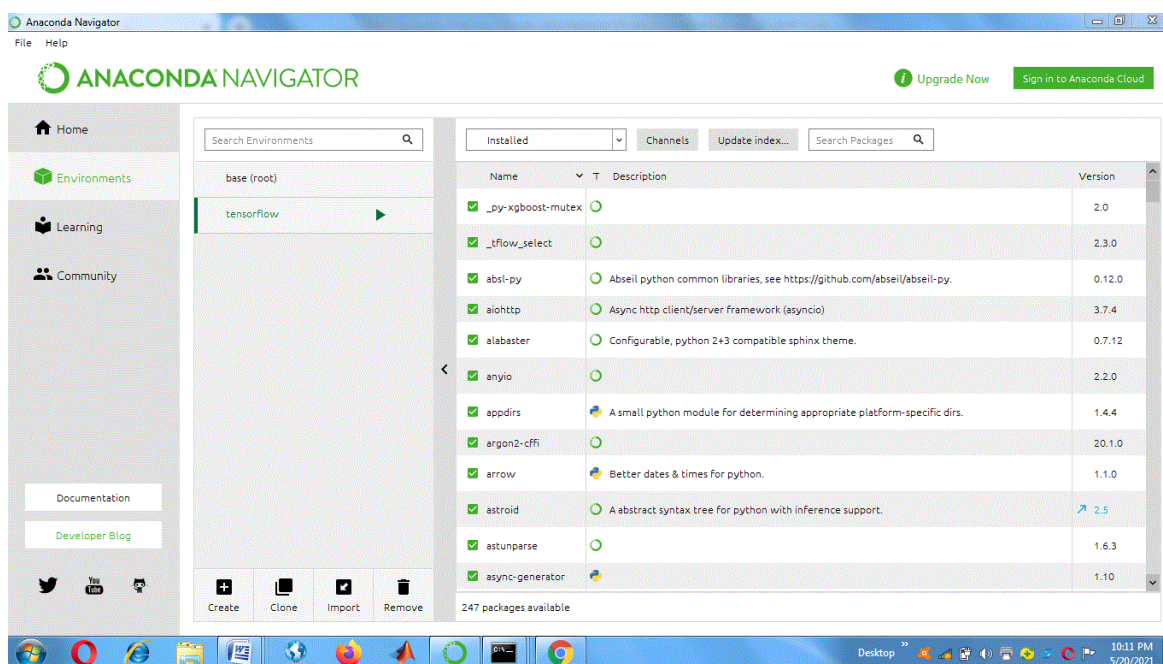 Anaconda Navigator
File Help
ANACONDA NAVIGATOR
Upgrade Now
Sign in to Anaconda Cloud
Home
Environments
Learning
Community
Documentation
Developer Blog
You Tube
Search Environments
base (root)
tensorflow
Create Clone Import Remove
Installed Channels Update index... Search Packages
Name T Description Version
_py-xgboost-mutex 2.0
_tflow_select 2.3.0
absl-py Abseil python common libraries, see https://github.com/abseil/abseil-py. 0.12.0
aiohttp Async http client/server framework (asyncio) 3.7.4
alabaster Configurable, python 2+3 compatible sphinx theme. 0.7.12
anyio 2.2.0
appdirs A small python module for determining appropriate platform-specific dirs. 1.4.4
argon2-cffi 20.1.0
arrow Better dates & times for python. 1.1.0
astroid A abstract syntax tree for python with inference support. 2.5
astunparse 1.6.3
async-generator 1.10
247 packages available
Desktop 10:11 PM
5/20/2021